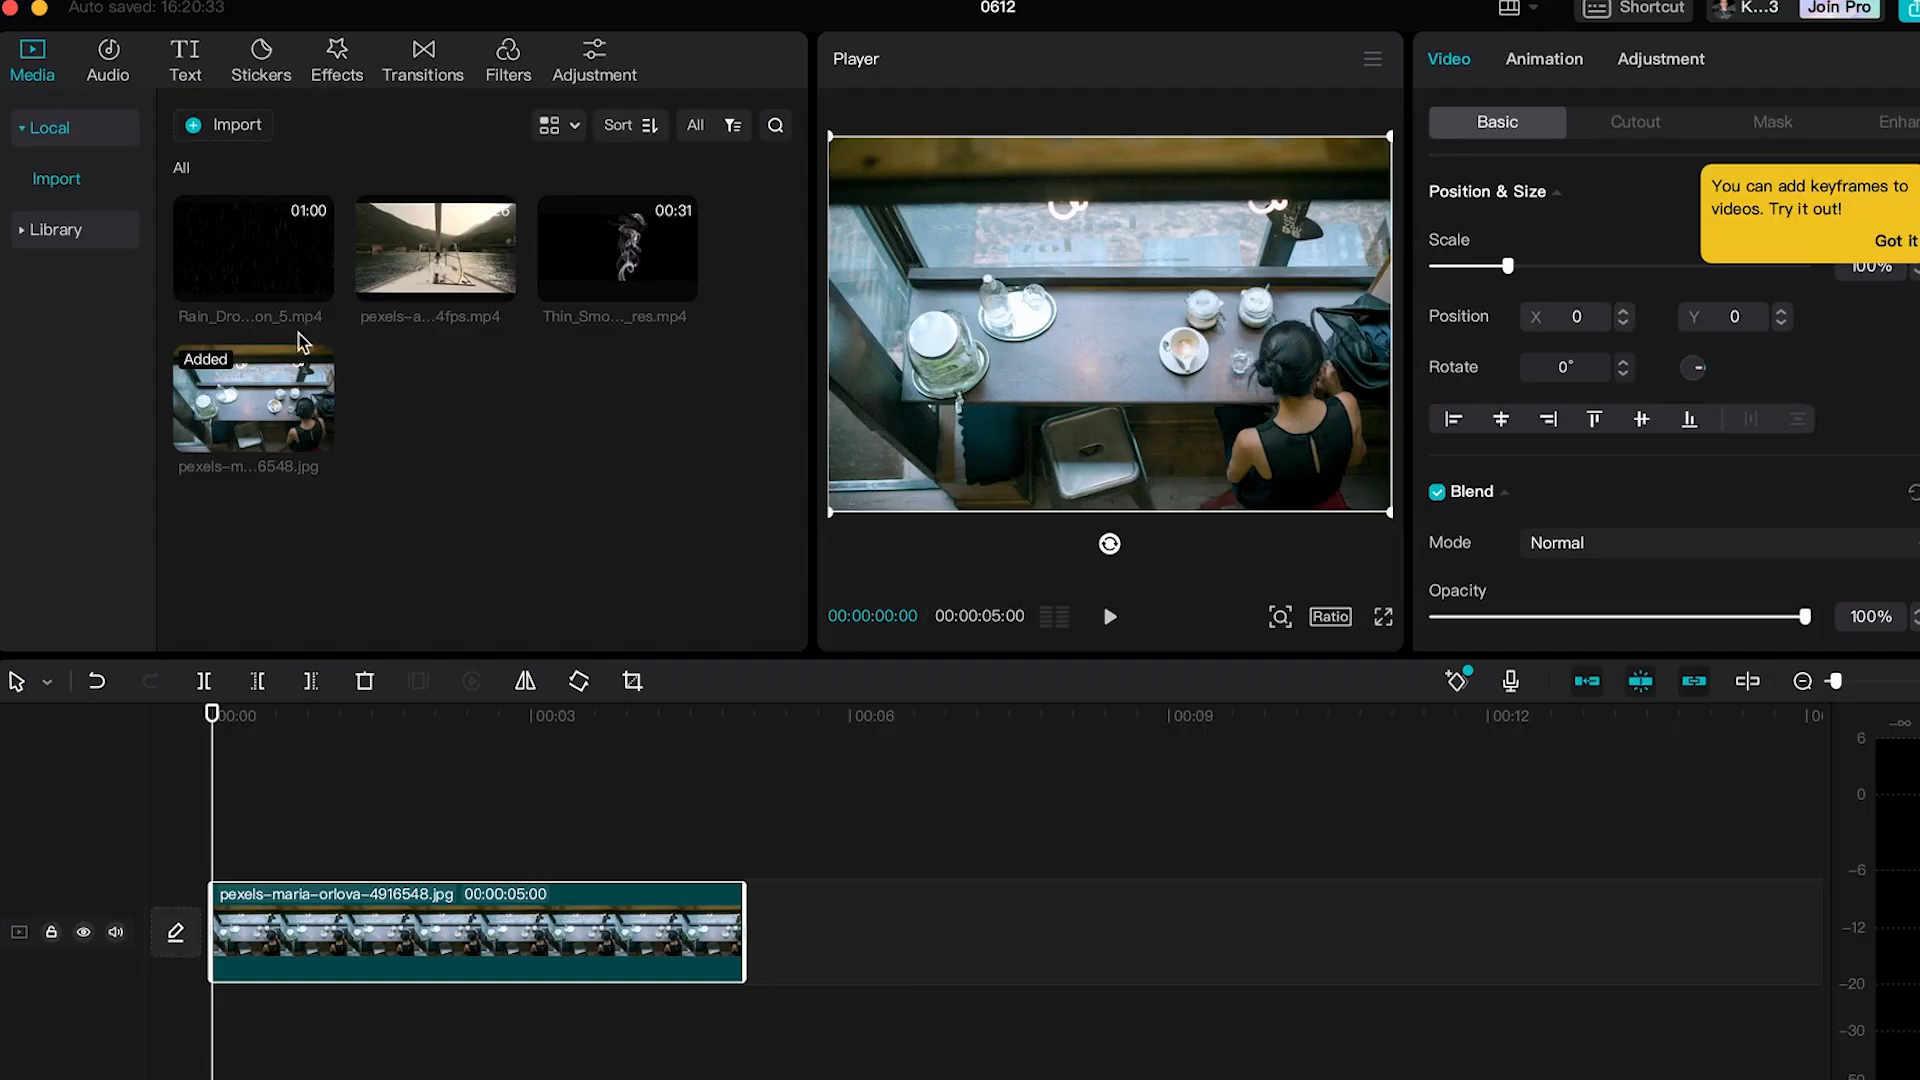 Auto saved: 16:20:33
0612
Shortcut
K...3
Join Pro
Media
Audio
Text
Stickers
Effects
Transitions
Filters
Adjustment
Local
Import
Library
Import
Sort
All
All
01:00
Rain_Dro...on_5.mp4
pexels-a...4fps.mp4
00:31
Thin_Smo..._res.mp4
Added
pexels-m...6548.jpg
Player
00:00:00:00
00:00:05:00
Ratio
Video
Animation
Adjustment
Basic
Cutout
Mask
Enhan
Position & Size
You can add keyframes to
videos. Try it out!
Got it
Scale
100%
Position
X 0
Y 0
Rotate
0°
Blend
Mode
Normal
Opacity
100%
00:00
00:03
00:06
00:09
00:12
pexels-maria-orlova-4916548.jpg 00:00:05:00
-∞
6
0
-6
-12
-20
-30
-50